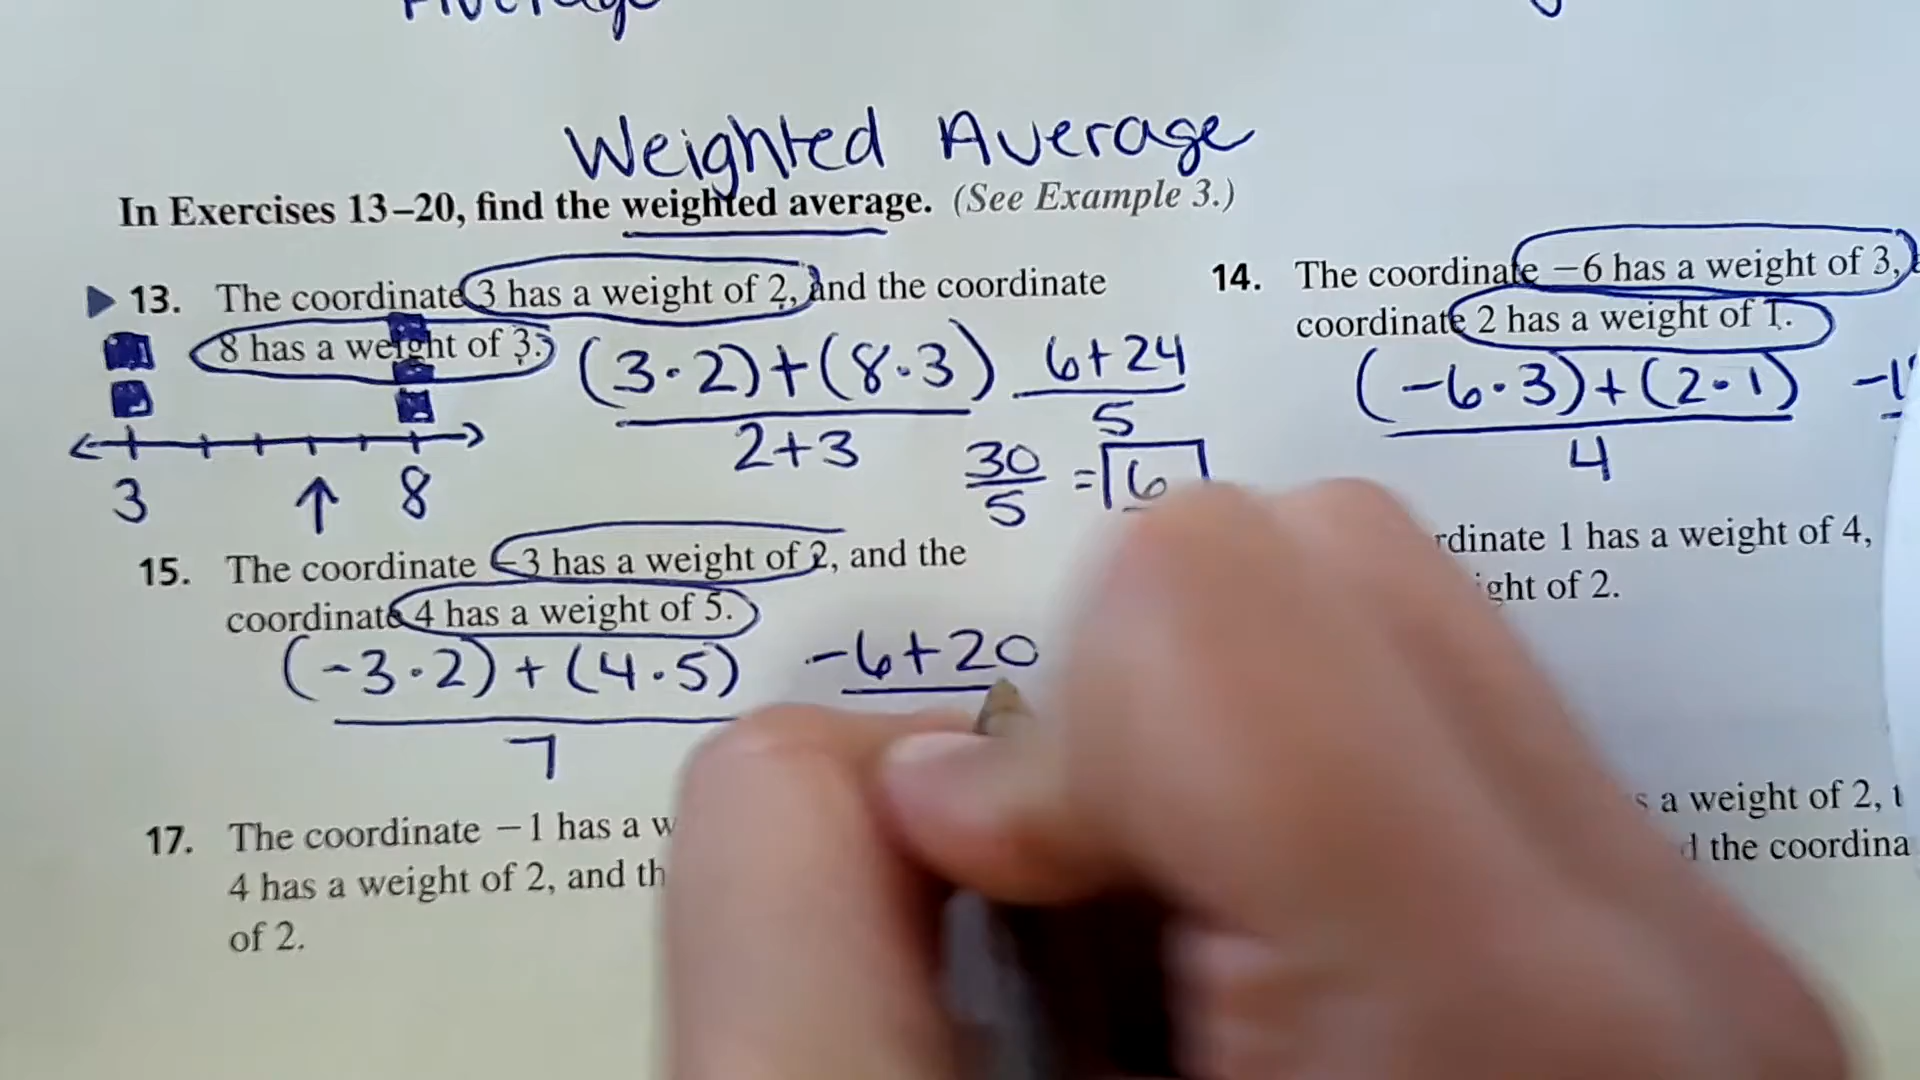 Average
Weighted Average
In Exercises 13–20, find the weighted average. (See Example 3.)
13. The coordinate 3 has a weight of 2, and the coordinate
8 has a weight of 3.
(3·2)+(8·3)
2+3
6+24
5
30
5
=6
3 8
14. The coordinate −6 has a weight of 3,
coordinate 2 has a weight of 1.
(-6·3)+(2·1)
4
15. The coordinate −3 has a weight of 2, and the
coordinate 4 has a weight of 5.
(-3·2)+(4·5)
7
-6+20
1 has a weight of 4,
of 2.
17. The coordinate −1 has a
4 has a weight of 2, and
of 2.
a weight of 2,
the